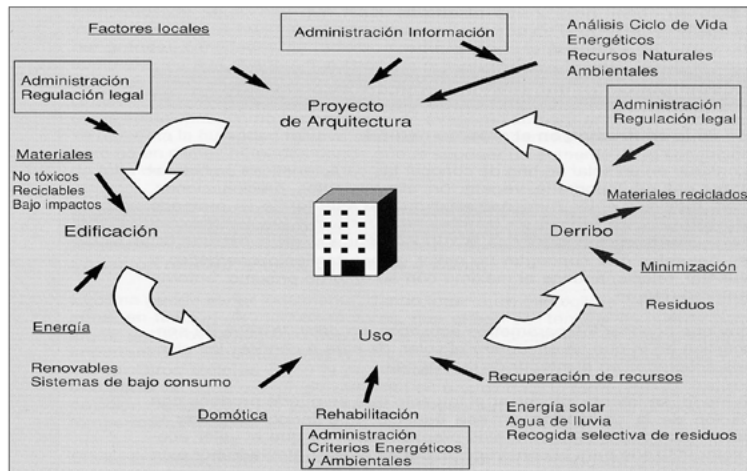 Factores locales
Administración Información
Análisis Ciclo de Vida
Energéticos
Recursos Naturales
Ambientales
Administración
Regulación legal
Proyecto
de Arquitectura
Administración
Regulación legal
Materiales
No tóxicos
Reciclables
Bajo impactos
Materiales reciclados
Edificación
Derribo
Minimización
Residuos
Energía
Renovables
Sistemas de bajo consumo
Uso
Recuperación de recursos
Energía solar
Agua de lluvia
Recogida selectiva de residuos
Domótica
Rehabilitación
Administración
Criterios Energéticos
y Ambientales